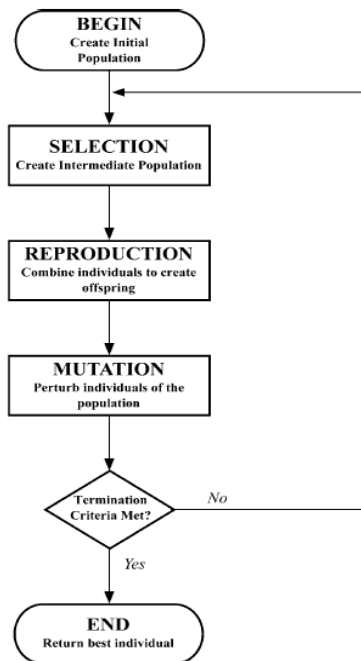 BEGIN
Create Initial
Population
SELECTION
Create Intermediate Population
REPRODUCTION
Combine individuals to create
offspring
MUTATION
Perturb individuals of the
population
Termination
Criteria Met?
No
Yes
END
Return best individual